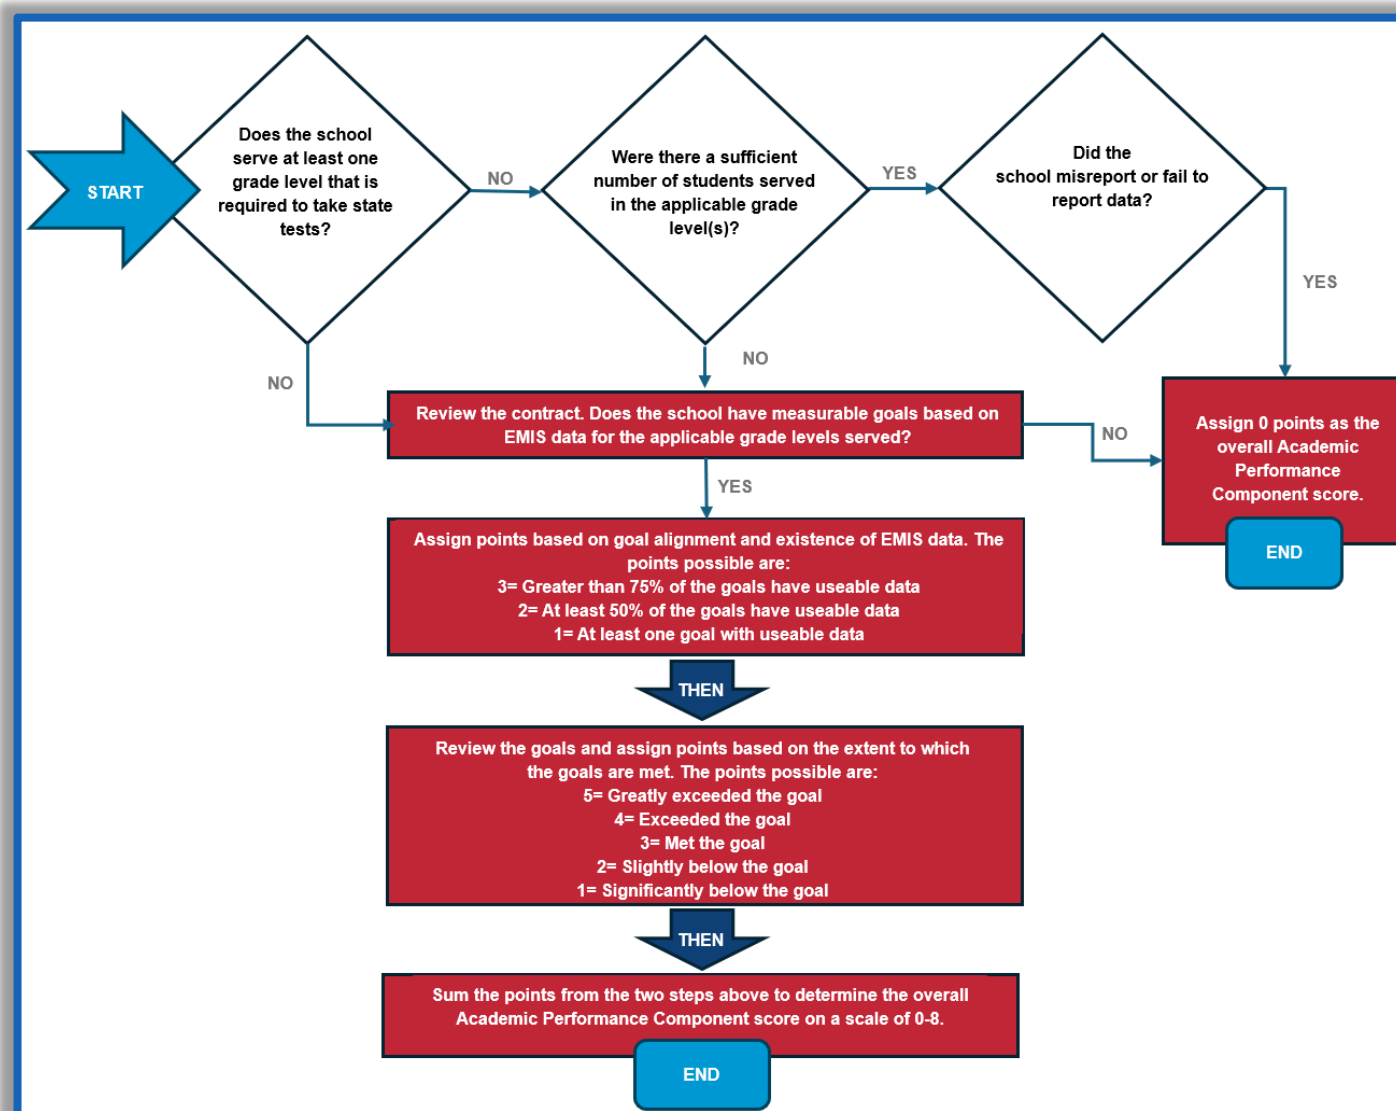 START
Does the school
serve at least one
grade level that is
required to take state
tests?
NO
Were there a sufficient
number of students served
in the applicable grade
level(s)?
YES
Did the
school misreport or fail to
report data?
YES
NO
NO
Review the contract. Does the school have measurable goals based on
EMIS data for the applicable grade levels served?
NO
Assign 0 points as the
overall Academic
Performance
Component score.
END
YES
Assign points based on goal alignment and existence of EMIS data. The
points possible are:
3= Greater than 75% of the goals have useable data
2= At least 50% of the goals have useable data
1= At least one goal with useable data
THEN
Review the goals and assign points based on the extent to which
the goals are met. The points possible are:
5= Greatly exceeded the goal
4= Exceeded the goal
3= Met the goal
2= Slightly below the goal
1= Significantly below the goal
THEN
Sum the points from the two steps above to determine the overall
Academic Performance Component score on a scale of 0-8.
END